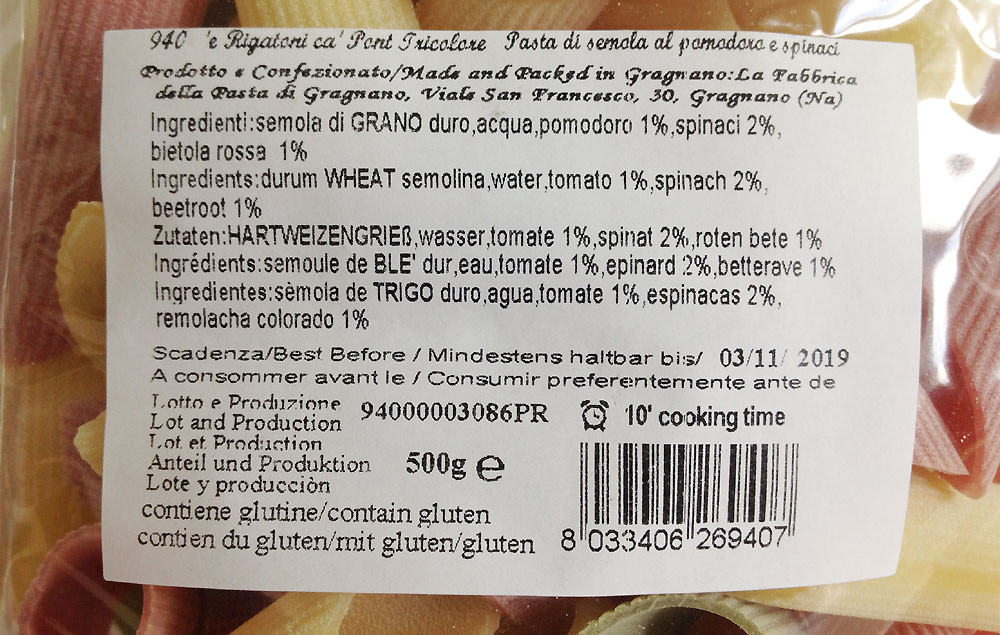 940 'e Rigatoni ca' Pont Tricolore Pasta di semola al pomodoro e spinaci
Prodotto e Confezionato/Made and Packed in Gragnano:La Fabbrica
della Pasta di Gragnano, Viale San Francesco, 30, Gragnano (Na)
Ingredienti:semola di GRANO duro,acqua,pomodoro 1%,spinaci 2%,
bietola rossa 1%
Ingredients:durum WHEAT semolina,water,tomato 1%,spinach 2%,
beetroot 1%
Zutaten:HARTWEIZENGRIEß,wasser,tomate 1%,spinat 2%,roten bete 1%
Ingrédients:semoule de BLE' dur,eau,tomate 1%,epinard 2%,betterave 1%
Ingredientes:sèmola de TRIGO duro,agua,tomate 1%,espinacas 2%,
remolacha colorado 1%
Scadenza/Best Before / Mindestens haltbar bis/ 03/11/ 2019
A consommer avant le / Consumir preferentemente ante de
Lotto e Produzione
Lot and Production 94000003086PR 10' cooking time
Lot et Production
Anteil und Produktion 500g ℮
Lote y producciòn
contiene glutine/contain gluten
contien du gluten/mit gluten/gluten
8 033406 269407